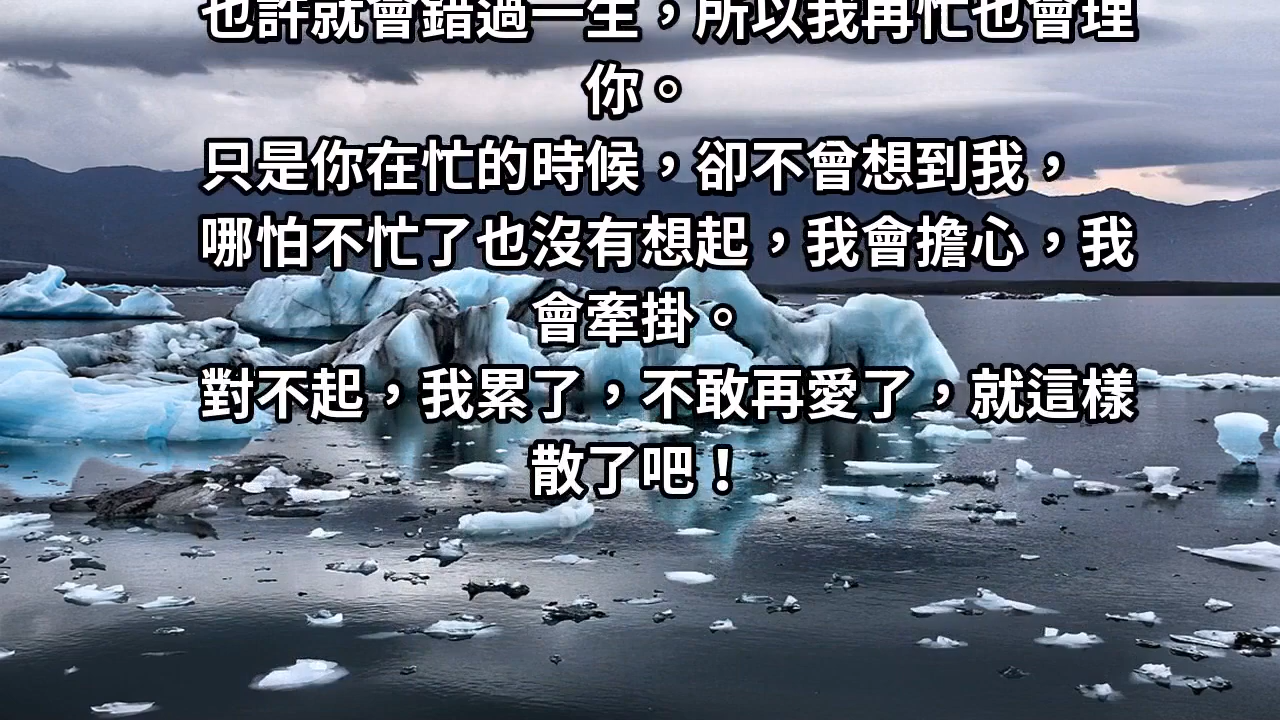 也許就會錯過一生，所以我再忙也會理
你。
只是你在忙的時候，卻不曾想到我，
哪怕不忙了也沒有想起，我會擔心，我
會牽掛。
對不起，我累了，不敢再愛了，就這樣
散了吧！